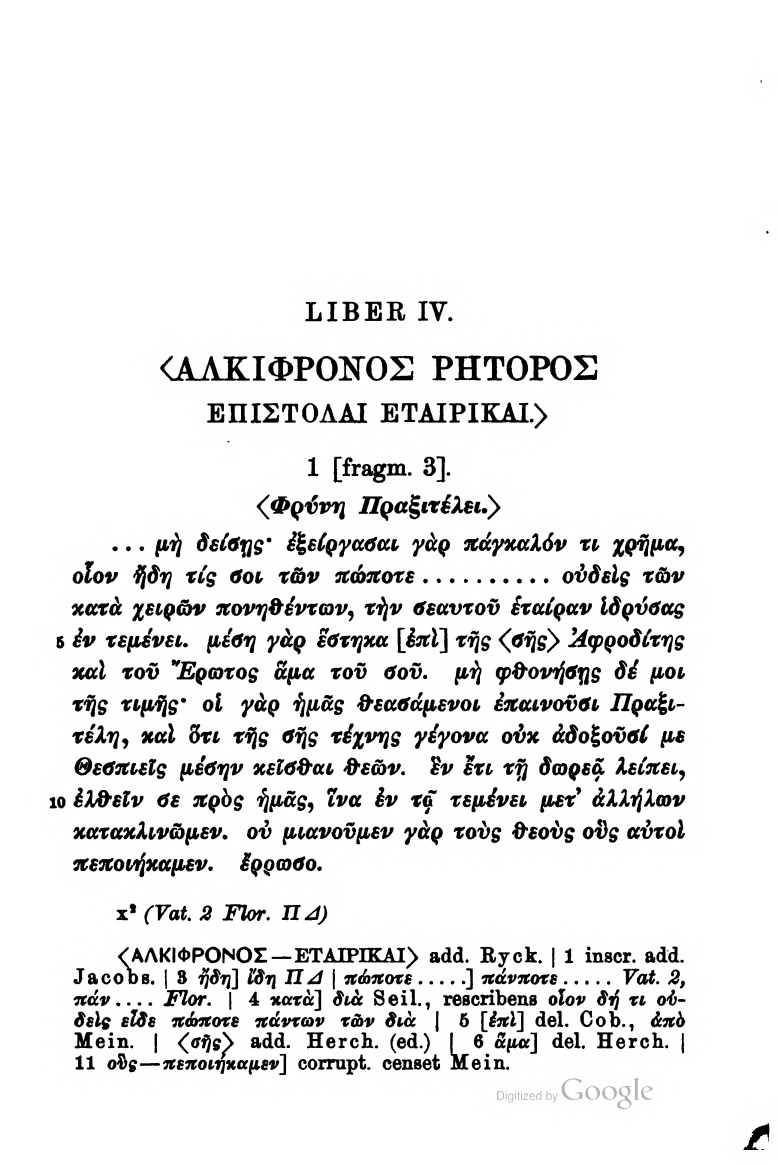 LIBER IV.
〈ΑΛΚΙΦΡΟΝΟΣ ΡΗΤΟΡΟΣ
ΕΠΙΣΤΟΛΑΙ ΕΤΑΙΡΙΚΑΙ.〉
1 [fragm. 3].
〈Φρύνη Πραξιτέλει.〉
... μὴ δείσῃς· ἐξείργασαι γὰρ πάγκαλόν τι χρῆμα,
οἷον ἤδη τίς σοι τῶν πώποτε .......... οὐδεὶς τῶν
κατὰ χειρῶν πονηθέντων, τὴν σεαυτοῦ ἑταίραν ἱδρύσας
5 ἐν τεμένει. μέση γὰρ ἕστηκα [ἐπὶ] τῆς 〈σῆς〉 Ἀφροδίτης
καὶ τοῦ Ἔρωτος ἅμα τοῦ σοῦ. μὴ φθονήσῃς δέ μοι
τῆς τιμῆς· οἱ γὰρ ἡμᾶς θεασάμενοι ἐπαινοῦσι Πραξι-
τέλη, καὶ ὅτι τῆς σῆς τέχνης γέγονα οὐκ ἀδοξοῦσί με
Θεσπιεῖς μέσην κεῖσθαι θεῶν. ἓν ἔτι τῇ δωρεᾷ λείπει,
10 ἐλθεῖν σε πρὸς ἡμᾶς, ἵνα ἐν τῷ τεμένει μετ' ἀλλήλων
κατακλινῶμεν. οὐ μιανοῦμεν γὰρ τοὺς θεοὺς οὓς αὐτοὶ
πεποιήκαμεν. ἔρρωσο.
x² (Vat. 2 Flor. Π Δ)
〈ΑΛΚΙΦΡΟΝΟΣ—ΕΤΑΙΡΙΚΑΙ〉 add. Ryck. | 1 inscr. add.
Jacobs. | 3 ἤδη] ἴδη Π Δ | πώποτε .....] πάνποτε ..... Vat. 2,
πάν .... Flor. | 4 κατὰ] διὰ Seil., rescribens οἷον δή τι οὐ-
δεὶς εἶδε πώποτε πάντων τῶν διὰ | 5 [ἐπὶ] del. Cob., ἀπὸ
Mein. | 〈σῆς〉 add. Herch. (ed.) | 6 ἅμα] del. Herch. |
11 οὓς—πεποιήκαμεν] corrupt. censet Mein.
Digitized by Google